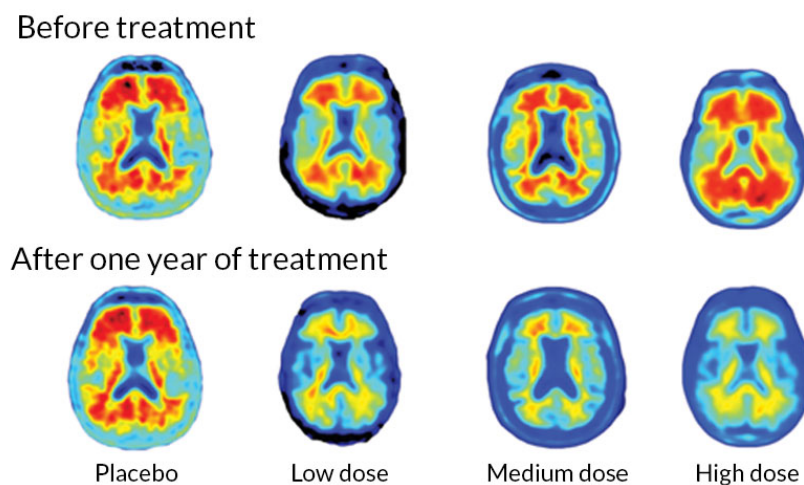 Before treatment
After one year of treatment
Placebo Low dose Medium dose High dose